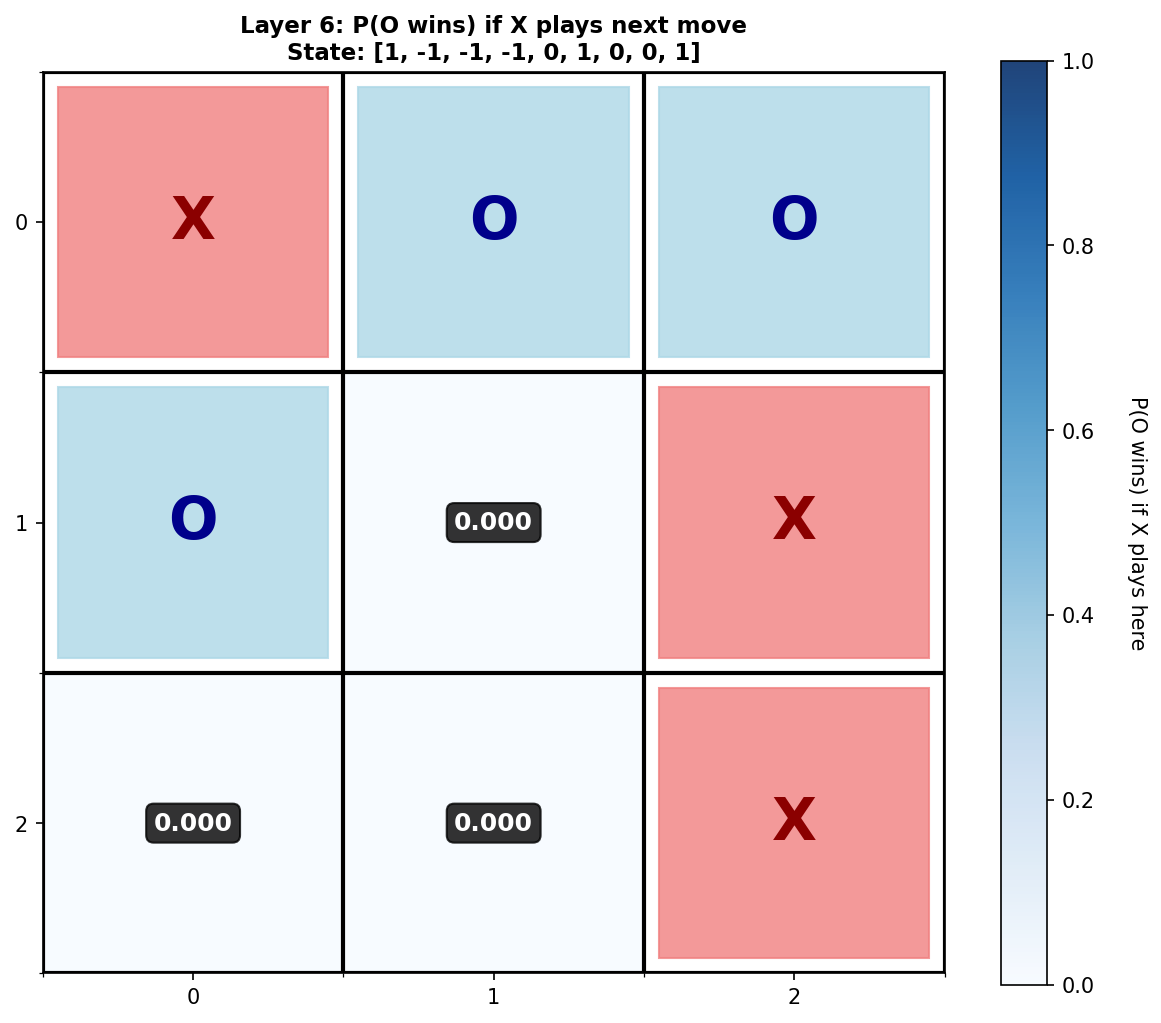 Layer 6: P(O wins) if X plays next move
State: [1, -1, -1, -1, 0, 1, 0, 0, 1]
0
X
O
O
1
O
0.000
X
2
0.000
0.000
X
0
1
2
1.0
0.8
0.6
0.4
0.2
0.0
P(O wins) if X plays here